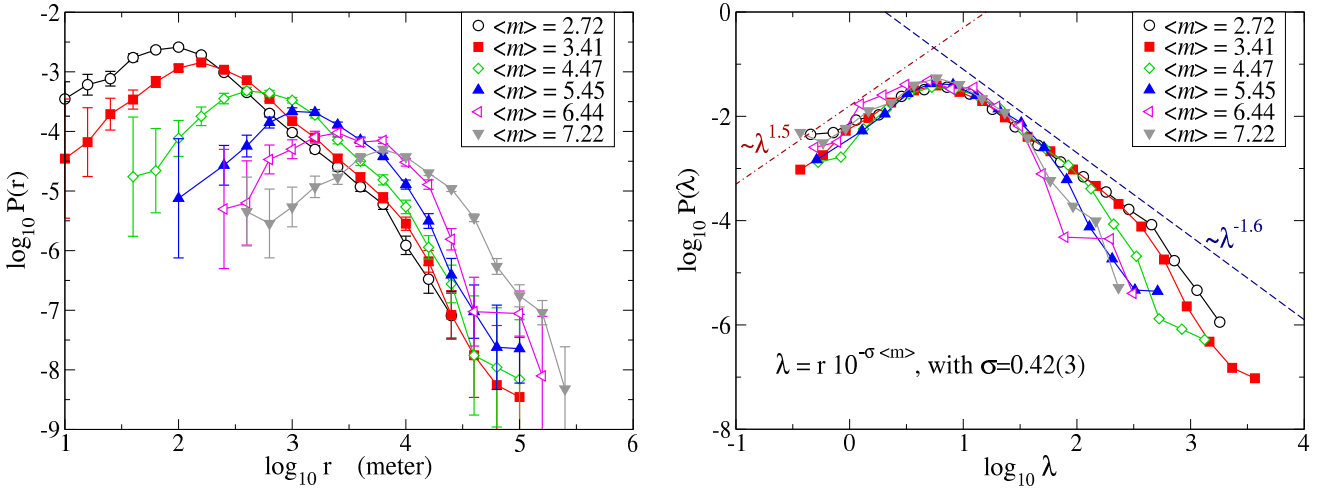 log10 P(r)
-2
-3
-4
-5
-6
-7
-8
-9
1
2
3
4
5
6
log10 r (meter)
<m> = 2.72
<m> = 3.41
<m> = 4.47
<m> = 5.45
<m> = 6.44
<m> = 7.22
log10 P(λ)
0
-2
-4
-6
-8
-1
0
1
2
3
4
log10 λ
<m> = 2.72
<m> = 3.41
<m> = 4.47
<m> = 5.45
<m> = 6.44
<m> = 7.22
~λ^1.5
~λ^-1.6
λ = r 10^-σ <m>, with σ=0.42(3)